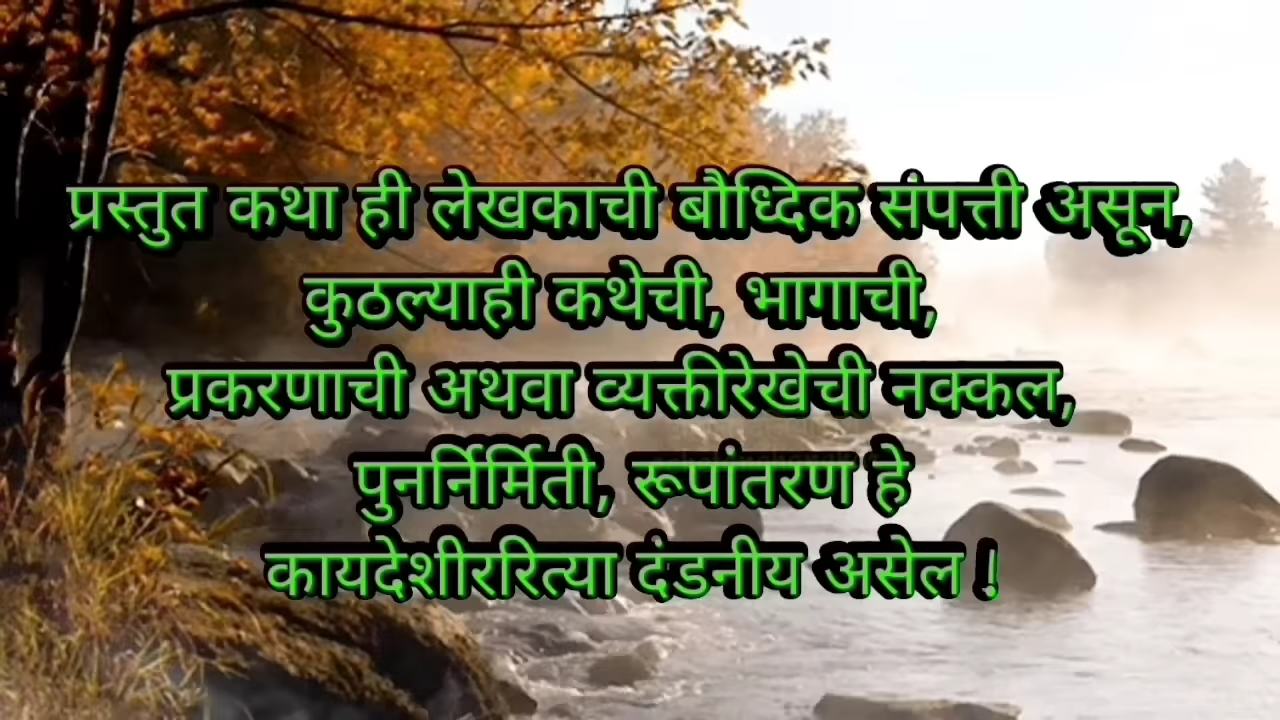 प्रस्तुत कथा ही लेखकाची बौध्दिक संपत्ती असून,
कुठल्याही कथेची, भागाची,
प्रकरणाची अथवा व्यक्तीरेखेची नक्कल,
पुनर्निर्मिती, रूपांतरण हे
कायदेशीररित्या दंडनीय असेल !